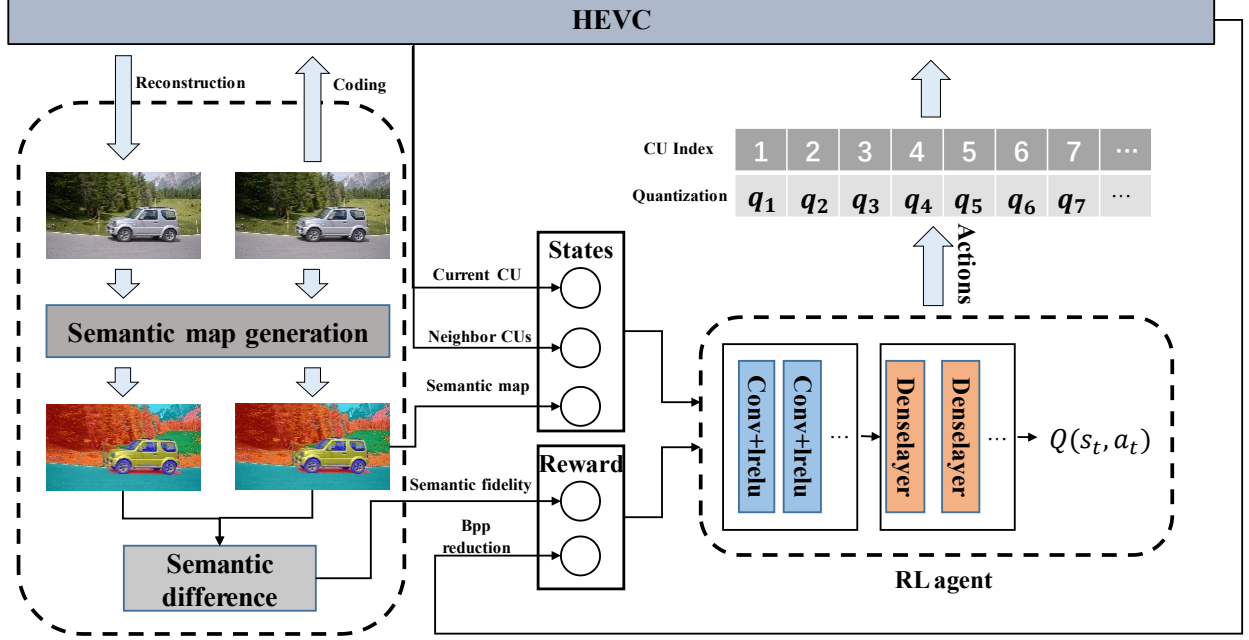 HEVC
Reconstruction
Coding
CU Index 1 2 3 4 5 6 7 ...
Quantization q₁ q₂ q₃ q₄ q₅ q₆ q₇ ...
Actions
States
Current CU
Neighbor CUs
Semantic map
Semantic map generation
Reward
Semantic fidelity
Bpp
reduction
Semantic
difference
Conv+lrelu
Conv+lrelu
...
Denselayer
Denselayer
...
Q(sₜ, aₜ)
RL agent